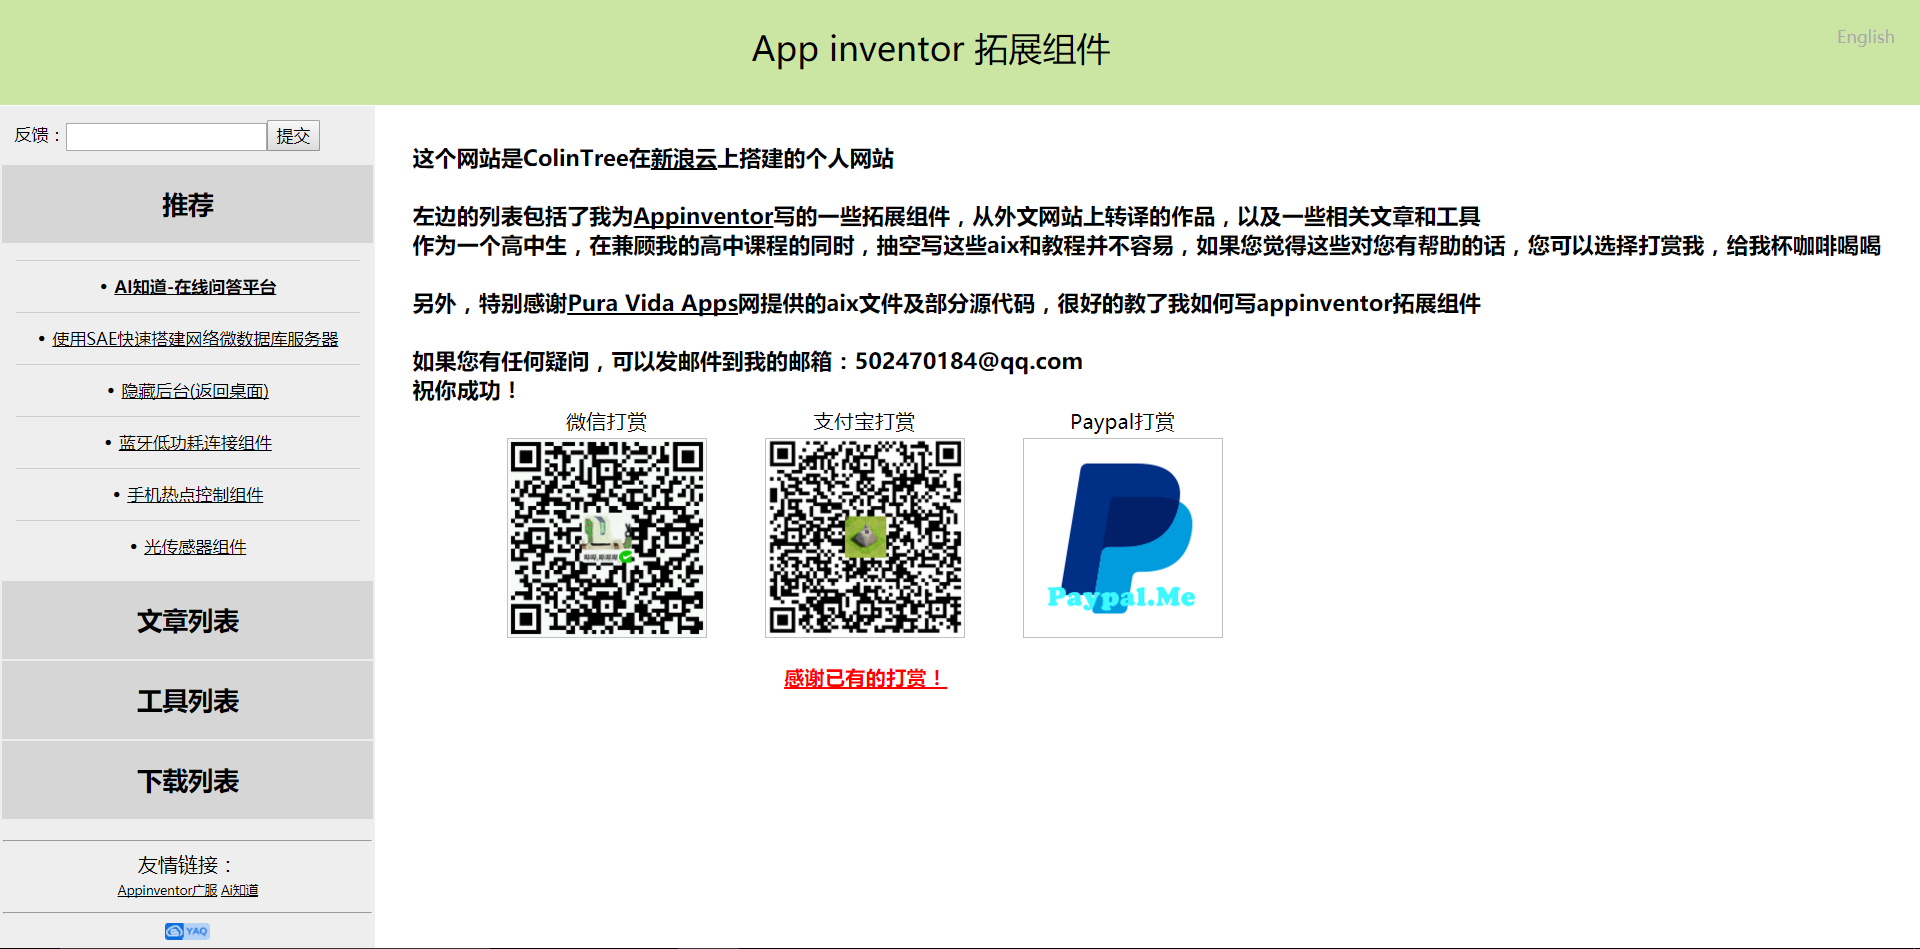 App inventor 拓展组件
English
反馈：
提交
推荐
• AI知道-在线问答平台
• 使用SAE快速搭建网络微数据库服务器
• 隐藏后台(返回桌面)
• 蓝牙低功耗连接组件
• 手机热点控制组件
• 光传感器组件
文章列表
工具列表
下载列表
友情链接：
Appinventor广服 Ai知道
YAQ
这个网站是ColinTree在新浪云上搭建的个人网站
左边的列表包括了我为Appinventor写的一些拓展组件，从外文网站上转译的作品，以及一些相关文章和工具
作为一个高中生，在兼顾我的高中课程的同时，抽空写这些aix和教程并不容易，如果您觉得这些对您有帮助的话，您可以选择打赏我，给我杯咖啡喝喝
另外，特别感谢Pura Vida Apps网提供的aix文件及部分源代码，很好的教了我如何写appinventor拓展组件
如果您有任何疑问，可以发邮件到我的邮箱：502470184@qq.com
祝你成功！
微信打赏
支付宝打赏
Paypal打赏
Paypal.Me
感谢已有的打赏！